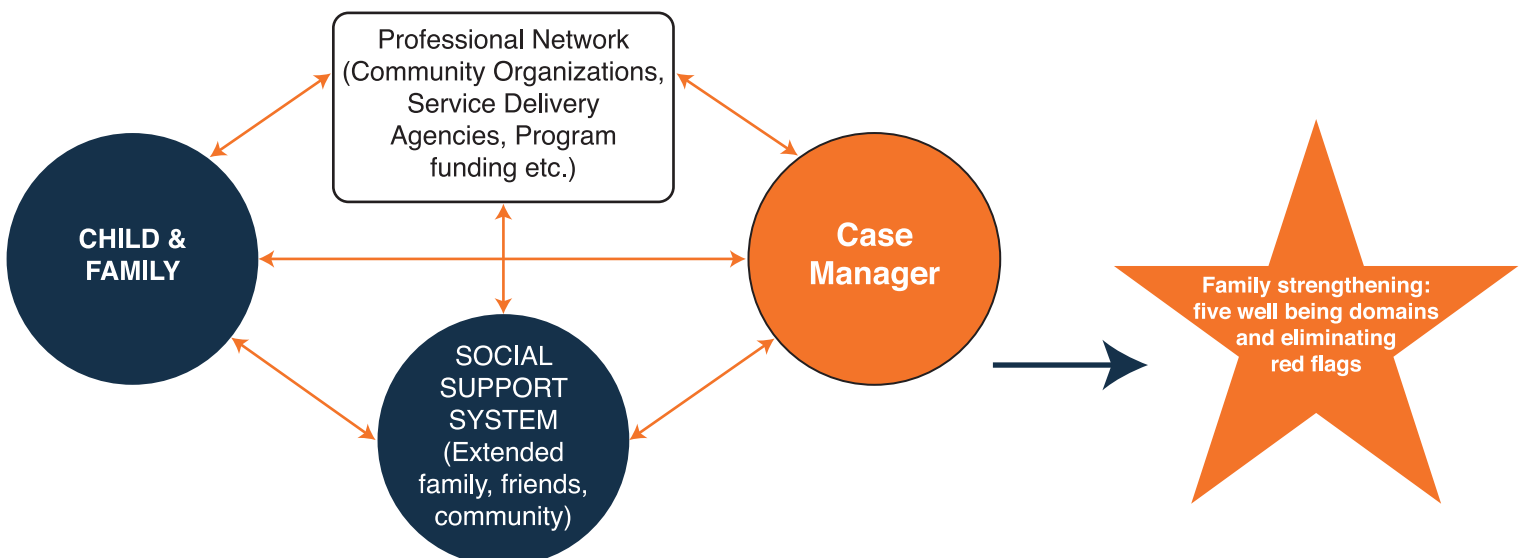 Professional Network
(Community Organizations,
Service Delivery
Agencies, Program
funding etc.)
CHILD &
FAMILY
Case
Manager
SOCIAL
SUPPORT
SYSTEM
(Extended
family, friends,
community)
Family strengthening:
five well being domains
and eliminating
red flags